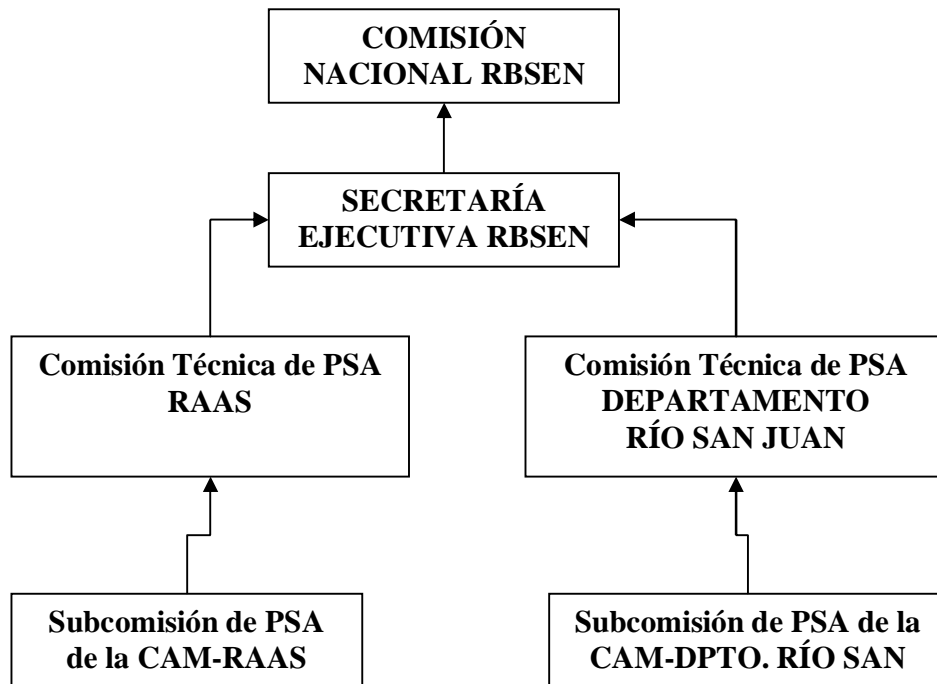 COMISIÓN
NACIONAL RBSEN
SECRETARÍA
EJECUTIVA RBSEN
Comisión Técnica de PSA
RAAS
Comisión Técnica de PSA
DEPARTAMENTO
RÍO SAN JUAN
Subcomisión de PSA
de la CAM-RAAS
Subcomisión de PSA de la
CAM-DPTO. RÍO SAN